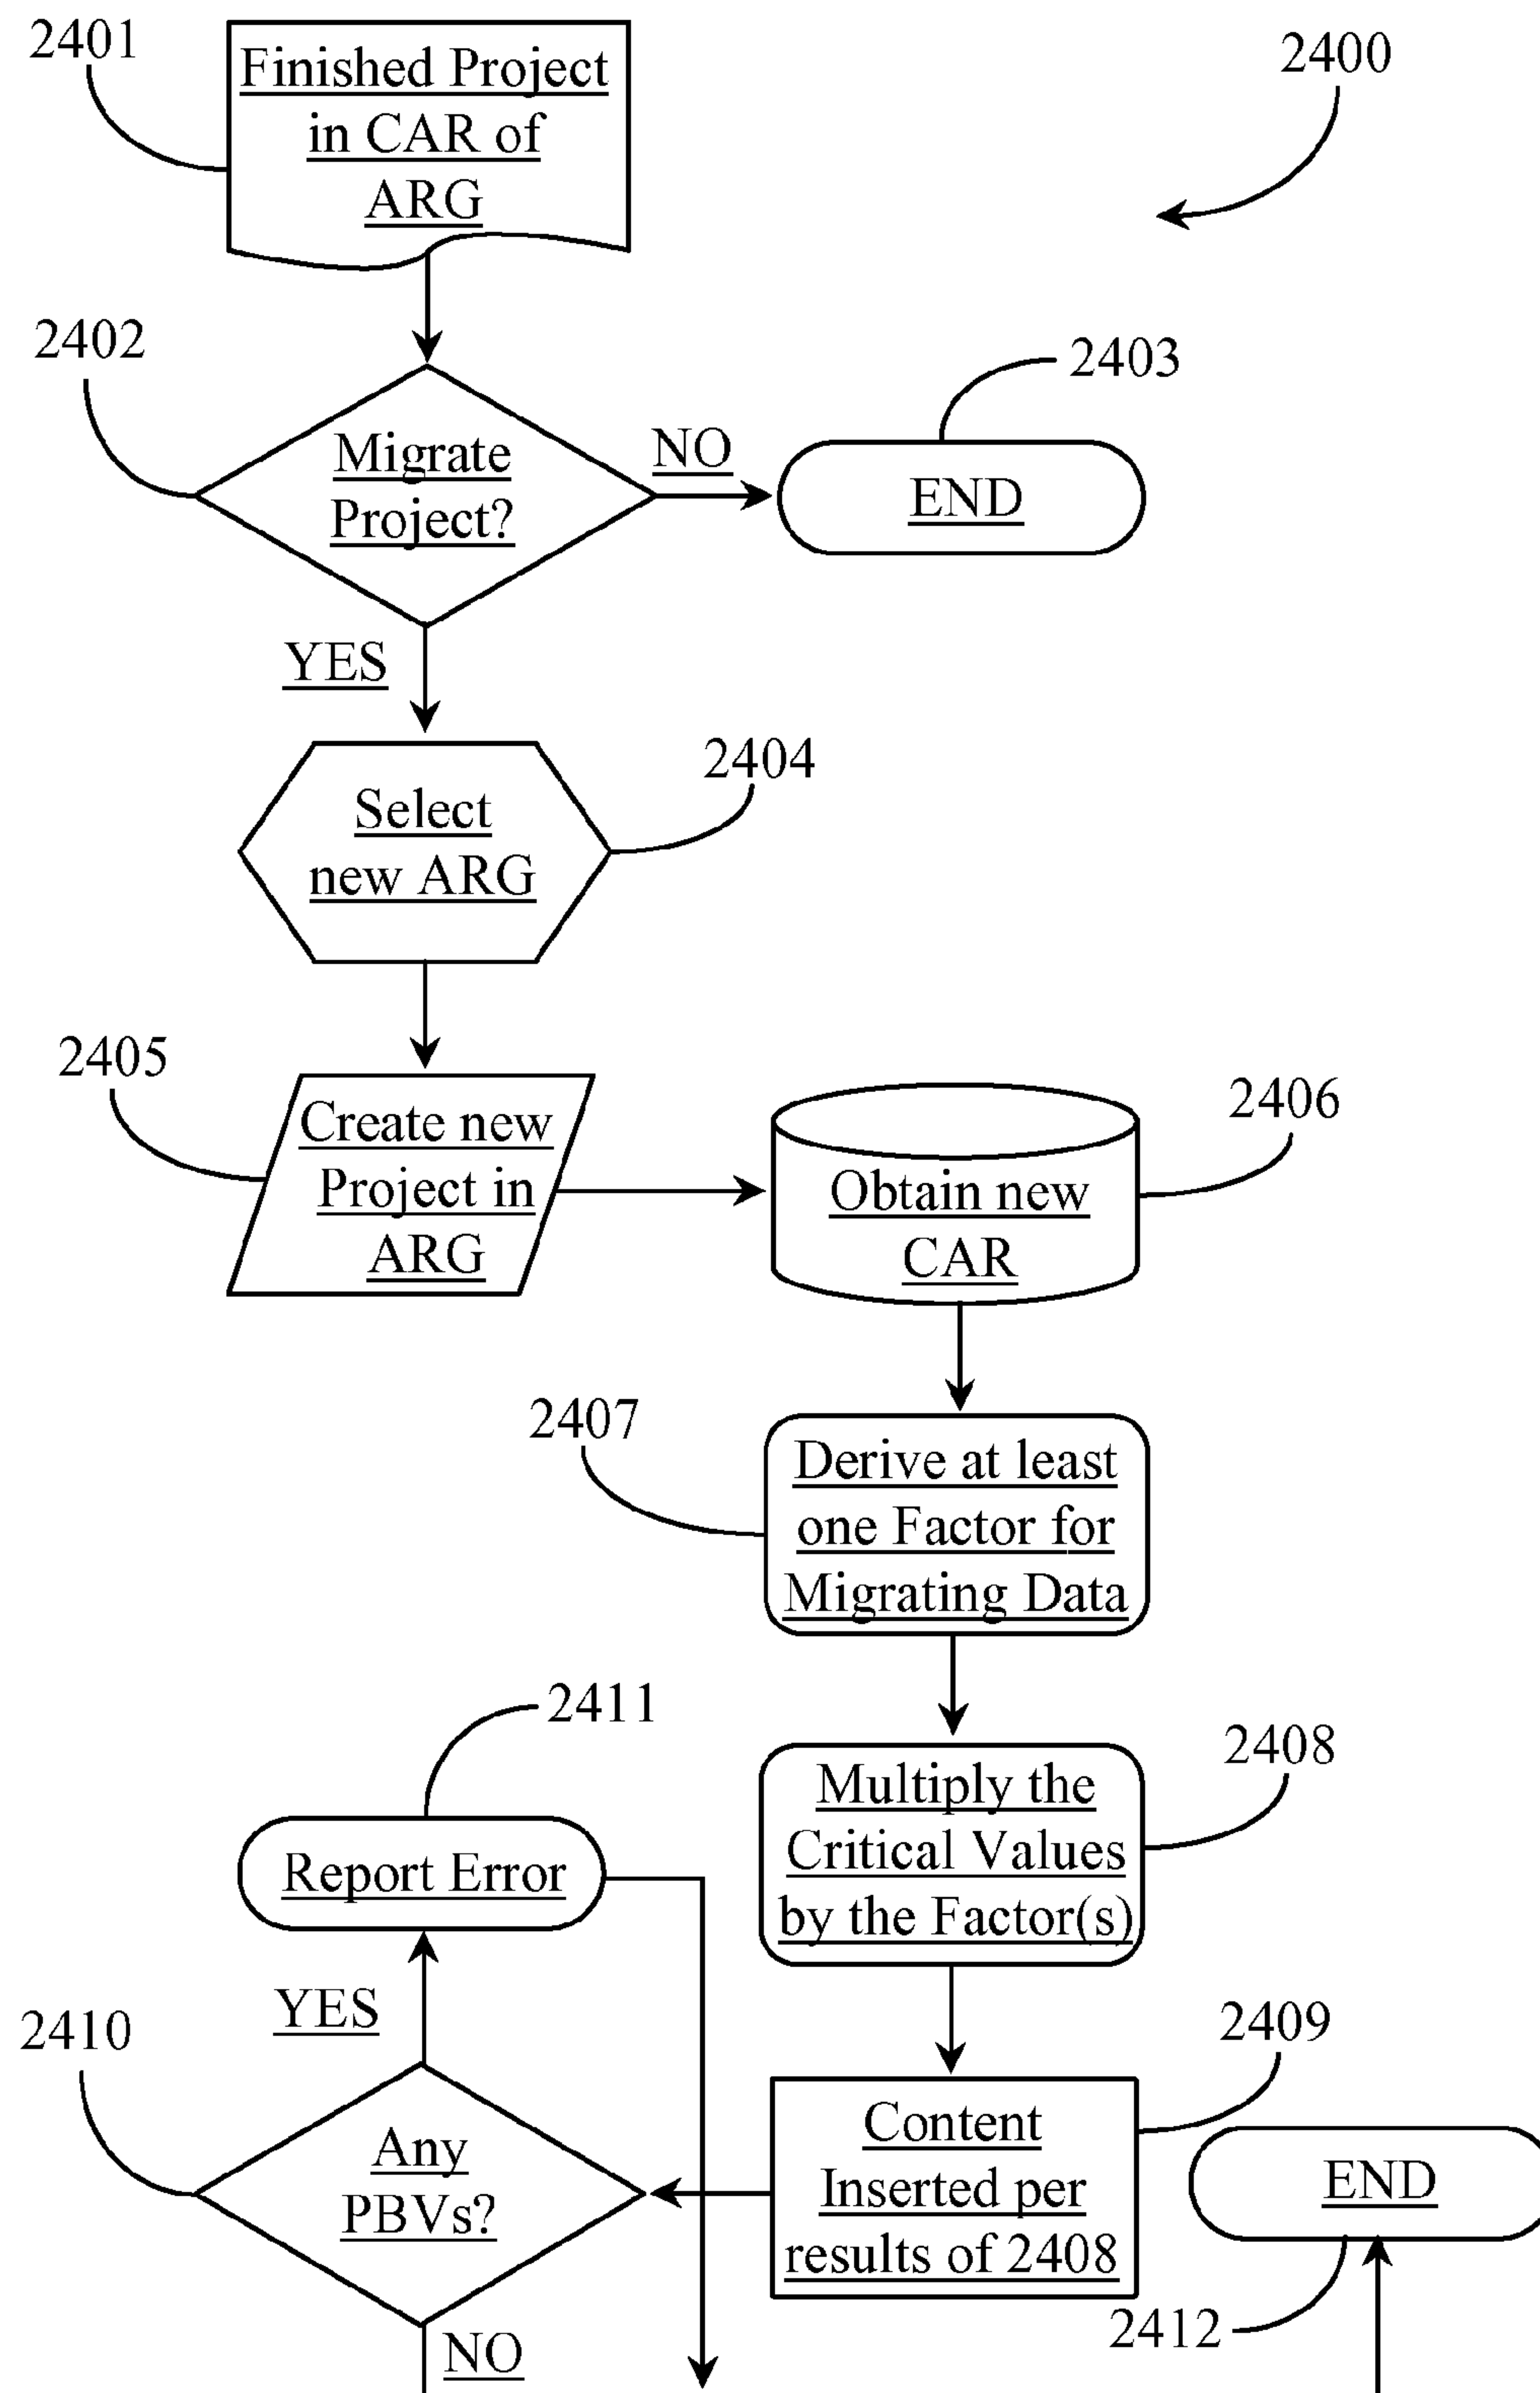 2401
Finished Project
in CAR of
ARG
2400
2402
Migrate
Project?
NO
2403
END
YES
2404
Select
new ARG
2405
Create new
Project in
ARG
2406
Obtain new
CAR
2407
Derive at least
one Factor for
Migrating Data
2411
Report Error
2408
Multiply the
Critical Values
by the Factor(s)
YES
2410
Any
PBVs?
2409
Content
Inserted per
results of 2408
END
2412
NO